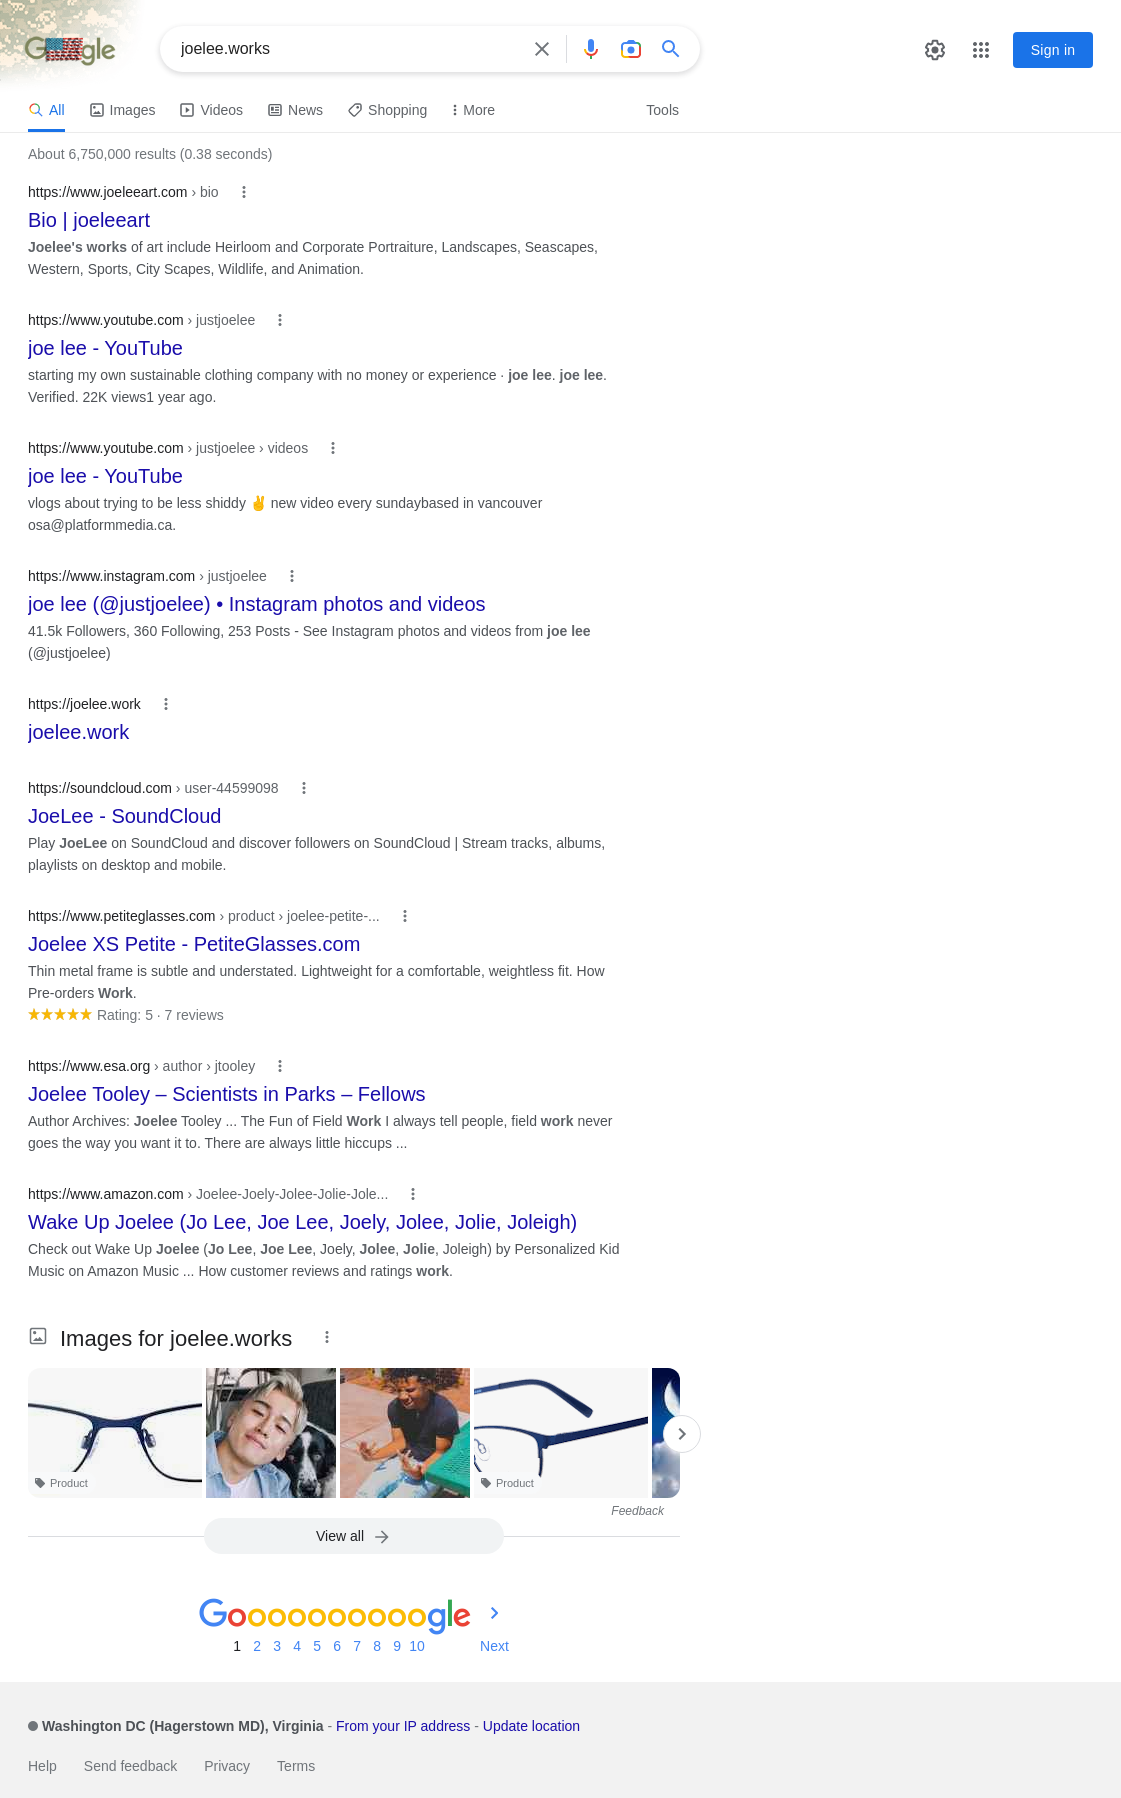 Google
joelee.works
Sign in
All Images Videos News Shopping More Tools
About 6,750,000 results (0.38 seconds)
https://www.joeleeart.com › bio
Bio | joeleeart
Joelee's works of art include Heirloom and Corporate Portraiture, Landscapes, Seascapes,
Western, Sports, City Scapes, Wildlife, and Animation.
https://www.youtube.com › justjoelee
joe lee - YouTube
starting my own sustainable clothing company with no money or experience · joe lee. joe lee.
Verified. 22K views1 year ago.
https://www.youtube.com › justjoelee › videos
joe lee - YouTube
vlogs about trying to be less shiddy ✌ new video every sundaybased in vancouver
osa@platformmedia.ca.
https://www.instagram.com › justjoelee
joe lee (@justjoelee) • Instagram photos and videos
41.5k Followers, 360 Following, 253 Posts - See Instagram photos and videos from joe lee
(@justjoelee)
https://joelee.work
joelee.work
https://soundcloud.com › user-44599098
JoeLee - SoundCloud
Play JoeLee on SoundCloud and discover followers on SoundCloud | Stream tracks, albums,
playlists on desktop and mobile.
https://www.petiteglasses.com › product › joelee-petite-...
Joelee XS Petite - PetiteGlasses.com
Thin metal frame is subtle and understated. Lightweight for a comfortable, weightless fit. How
Pre-orders Work.
★★★★★ Rating: 5 · 7 reviews
https://www.esa.org › author › jtooley
Joelee Tooley – Scientists in Parks – Fellows
Author Archives: Joelee Tooley ... The Fun of Field Work I always tell people, field work never
goes the way you want it to. There are always little hiccups ...
https://www.amazon.com › Joelee-Joely-Jolee-Jolie-Jole...
Wake Up Joelee (Jo Lee, Joe Lee, Joely, Jolee, Jolie, Joleigh)
Check out Wake Up Joelee (Jo Lee, Joe Lee, Joely, Jolee, Jolie, Joleigh) by Personalized Kid
Music on Amazon Music ... How customer reviews and ratings work.
Images for joelee.works
Product
Product
Feedback
View all
Goooooooooogle
1 2 3 4 5 6 7 8 9 10 Next
Washington DC (Hagerstown MD), Virginia - From your IP address - Update location
Help Send feedback Privacy Terms